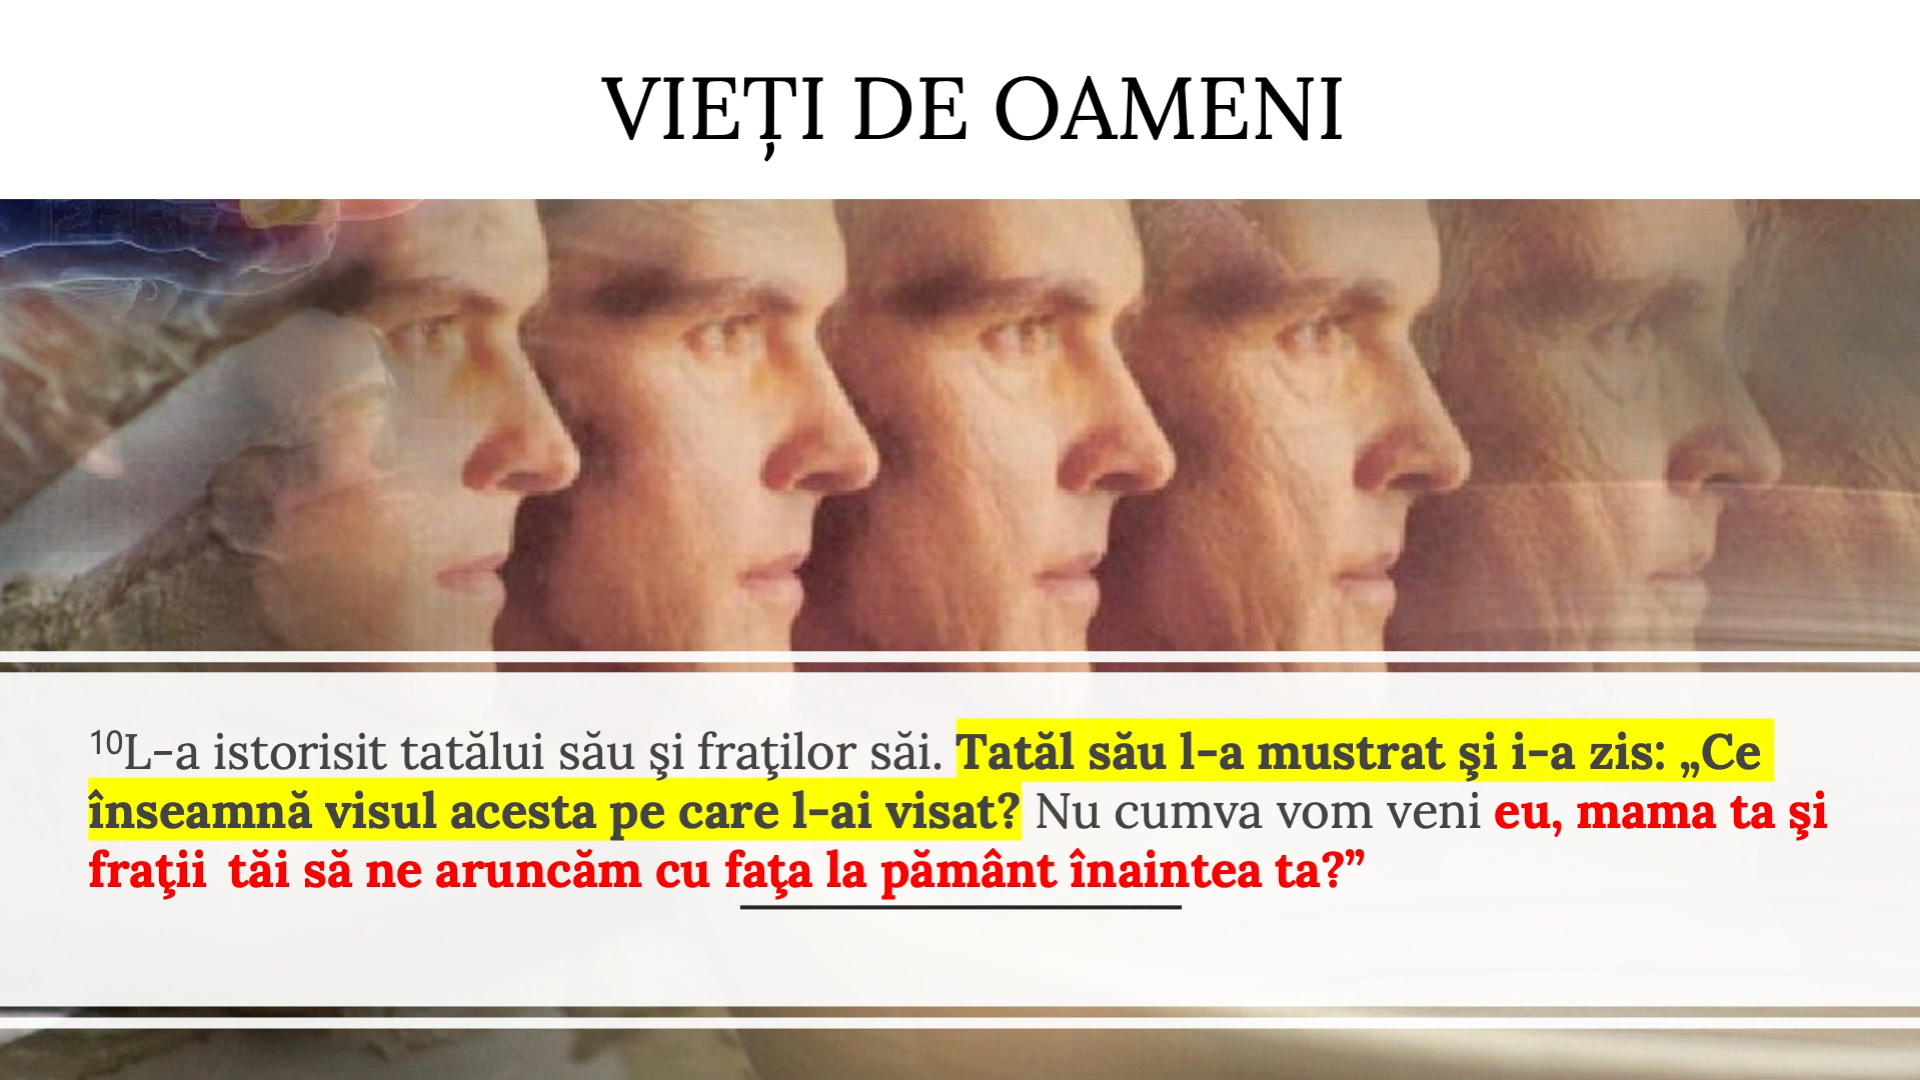 VIEȚI DE OAMENI
¹⁰L-a istorisit tatălui său şi fraţilor săi. Tatăl său l-a mustrat şi i-a zis: „Ce
înseamnă visul acesta pe care l-ai visat? Nu cumva vom veni eu, mama ta şi
fraţii tăi să ne aruncăm cu faţa la pământ înaintea ta?”